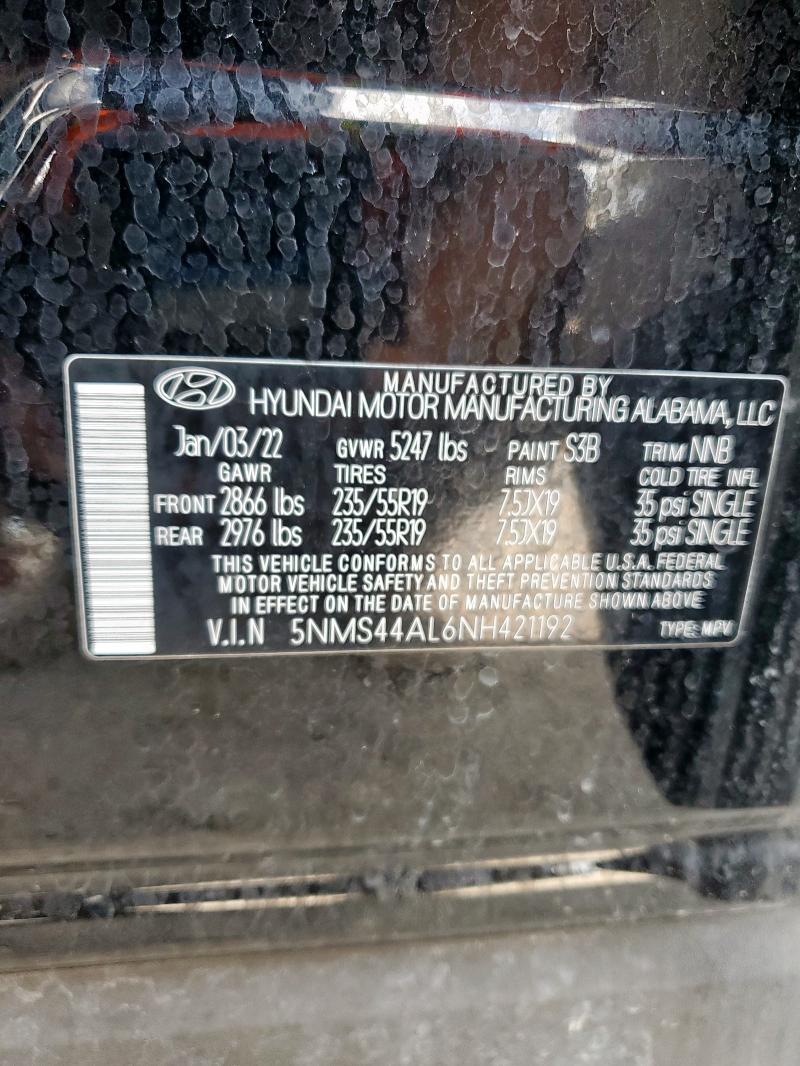 MANUFACTURED BY
HYUNDAI MOTOR MANUFACTURING ALABAMA, LLC
Jan/03/22 GVWR 5247 lbs PAINT S3B TRIM NNB
GAWR TIRES RIMS COLD TIRE INFL
FRONT 2866 lbs 235/55R19 7.5JX19 35 psi SINGLE
REAR 2976 lbs 235/55R19 7.5JX19 35 psi SINGLE
THIS VEHICLE CONFORMS TO ALL APPLICABLE U.S.A. FEDERAL
MOTOR VEHICLE SAFETY AND THEFT PREVENTION STANDARDS
IN EFFECT ON THE DATE OF MANUFACTURE SHOWN ABOVE
V.I.N 5NMS44AL6NH421192 TYPE: MPV